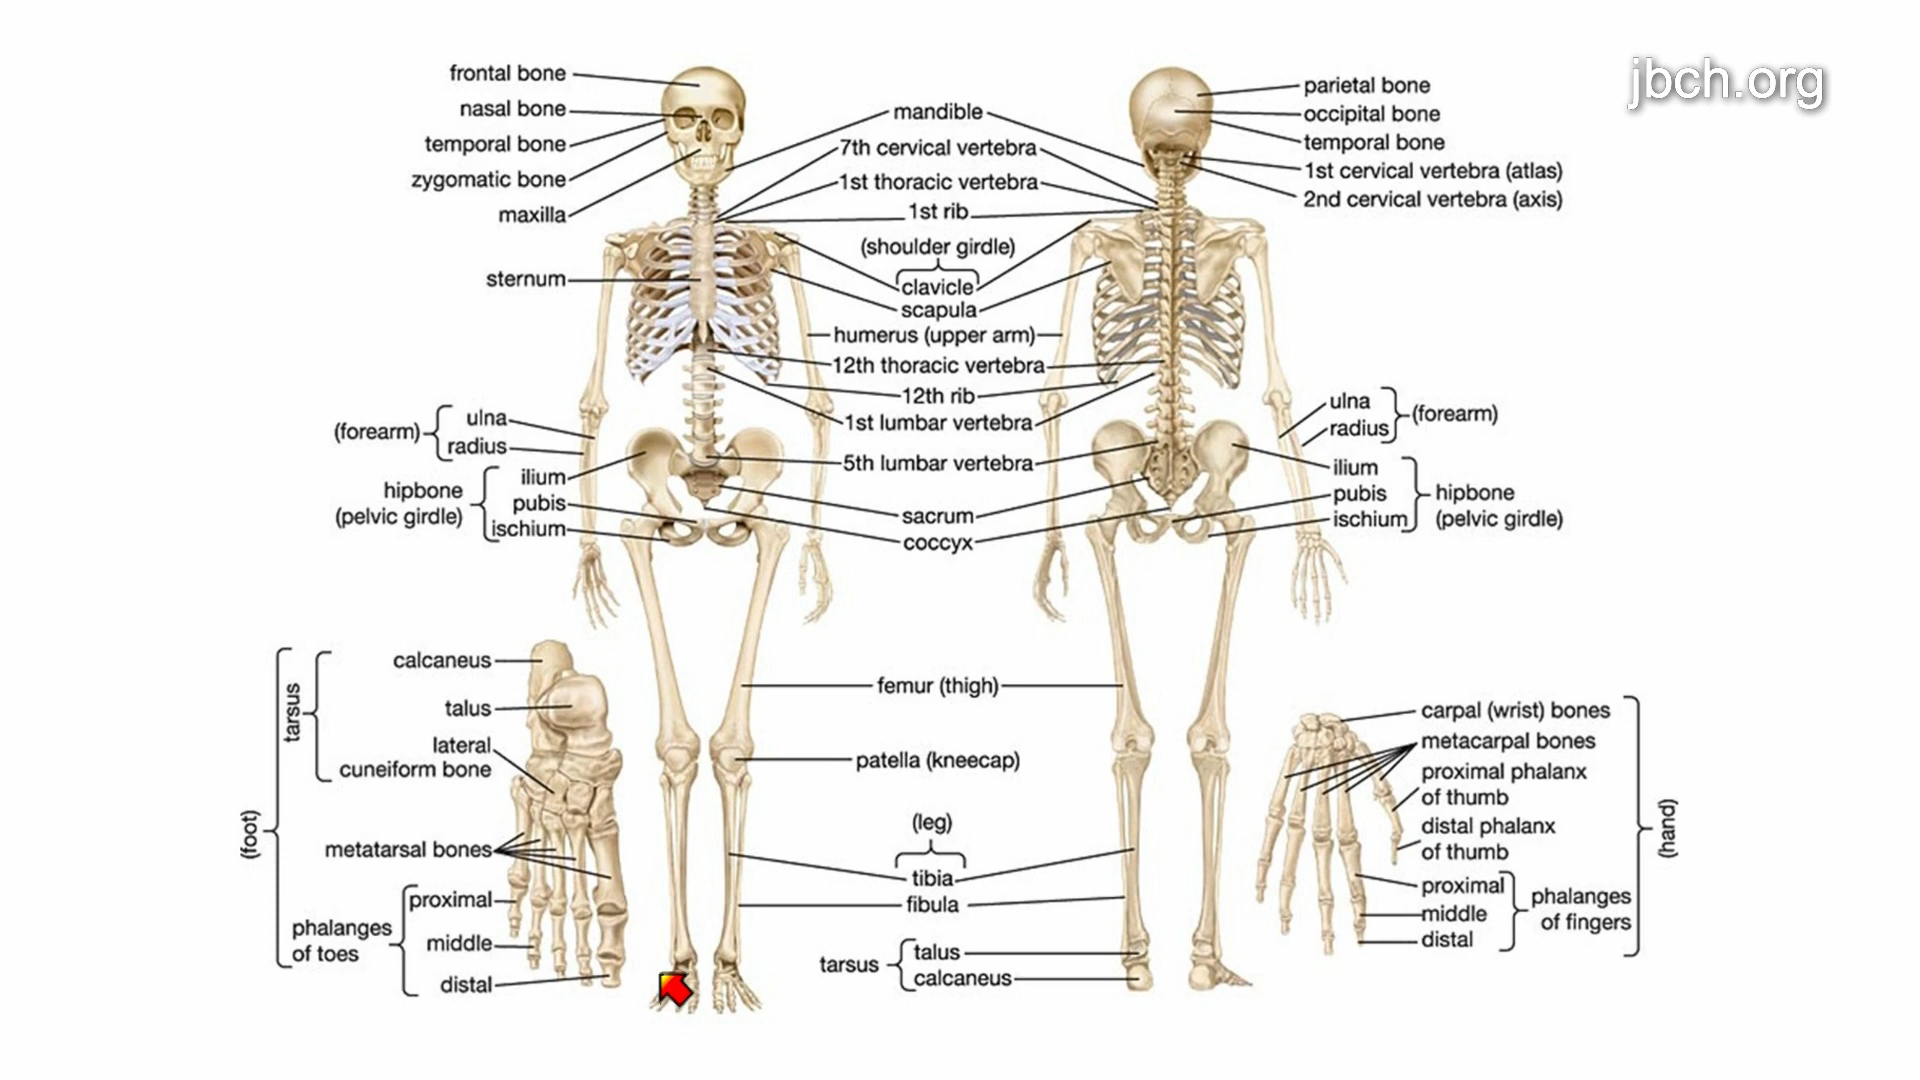 jbch.org
frontal bone
nasal bone
temporal bone
zygomatic bone
maxilla
sternum
mandible
7th cervical vertebra
1st thoracic vertebra
1st rib
(shoulder girdle)
clavicle
scapula
humerus (upper arm)
12th thoracic vertebra
12th rib
1st lumbar vertebra
5th lumbar vertebra
sacrum
coccyx
parietal bone
occipital bone
temporal bone
1st cervical vertebra (atlas)
2nd cervical vertebra (axis)
(forearm)
ulna
radius
hipbone
(pelvic girdle)
ilium
pubis
ischium
ulna
radius
(forearm)
ilium
pubis
ischium
hipbone
(pelvic girdle)
(foot)
tarsus
calcaneus
talus
lateral
cuneiform bone
metatarsal bones
phalanges
of toes
proximal
middle
distal
femur (thigh)
patella (kneecap)
(leg)
tibia
fibula
tarsus
talus
calcaneus
carpal (wrist) bones
metacarpal bones
proximal phalanx
of thumb
distal phalanx
of thumb
proximal
middle
distal
phalanges
of fingers
(hand)